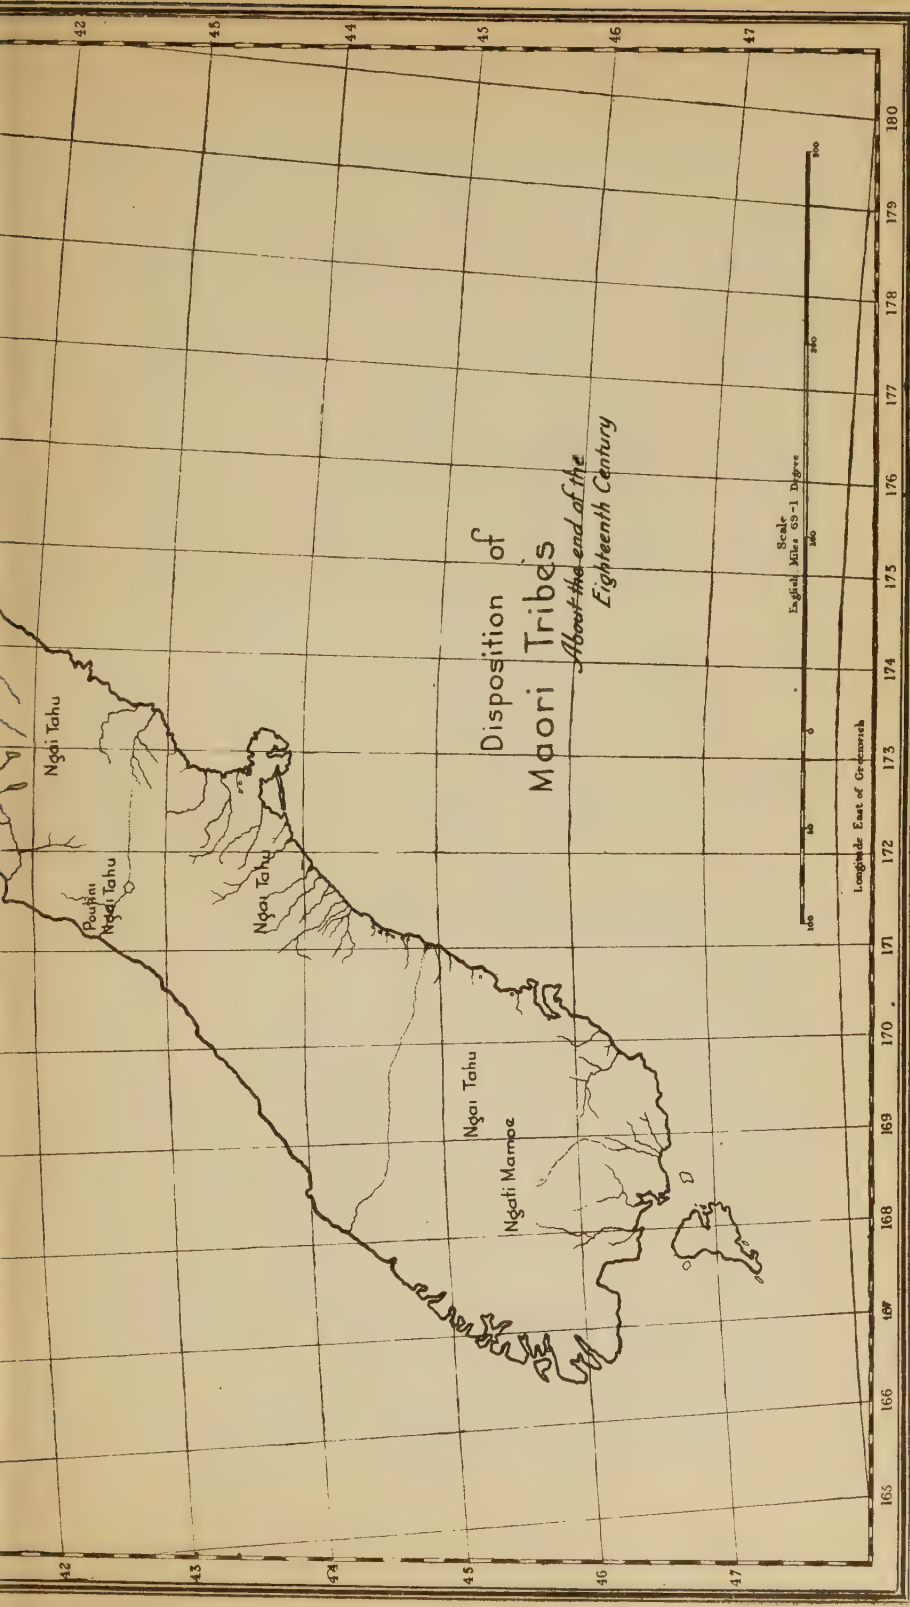 Disposition of
Maori Tribes
About the end of the
Eighteenth Century
Ngai Tahu
Poutini
Ngai Tahu
Ngai Tahu
Ngai Tahu
Ngati Mamoe
Scale
English Miles 69-1 Degree
100
50
0
100
200
300
Longitude East of Greenwich
165
166
167
168
169
170
171
172
173
174
175
176
177
178
179
180
42
43
44
45
46
47
42
43
44
45
46
47